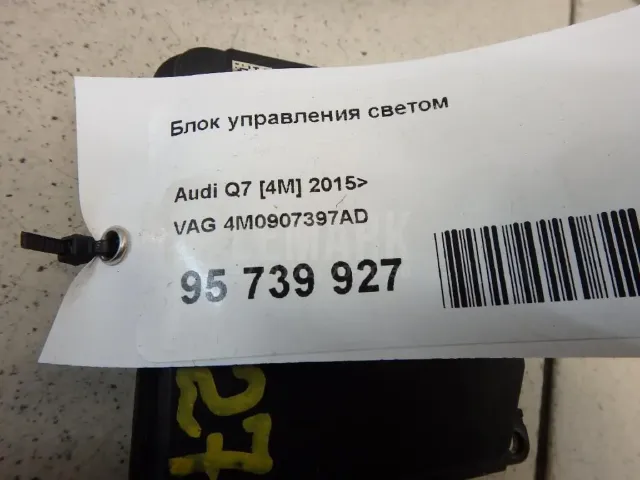 Блок управления светом
Audi Q7 [4M] 2015>
VAG 4M0907397AD
95 739 927